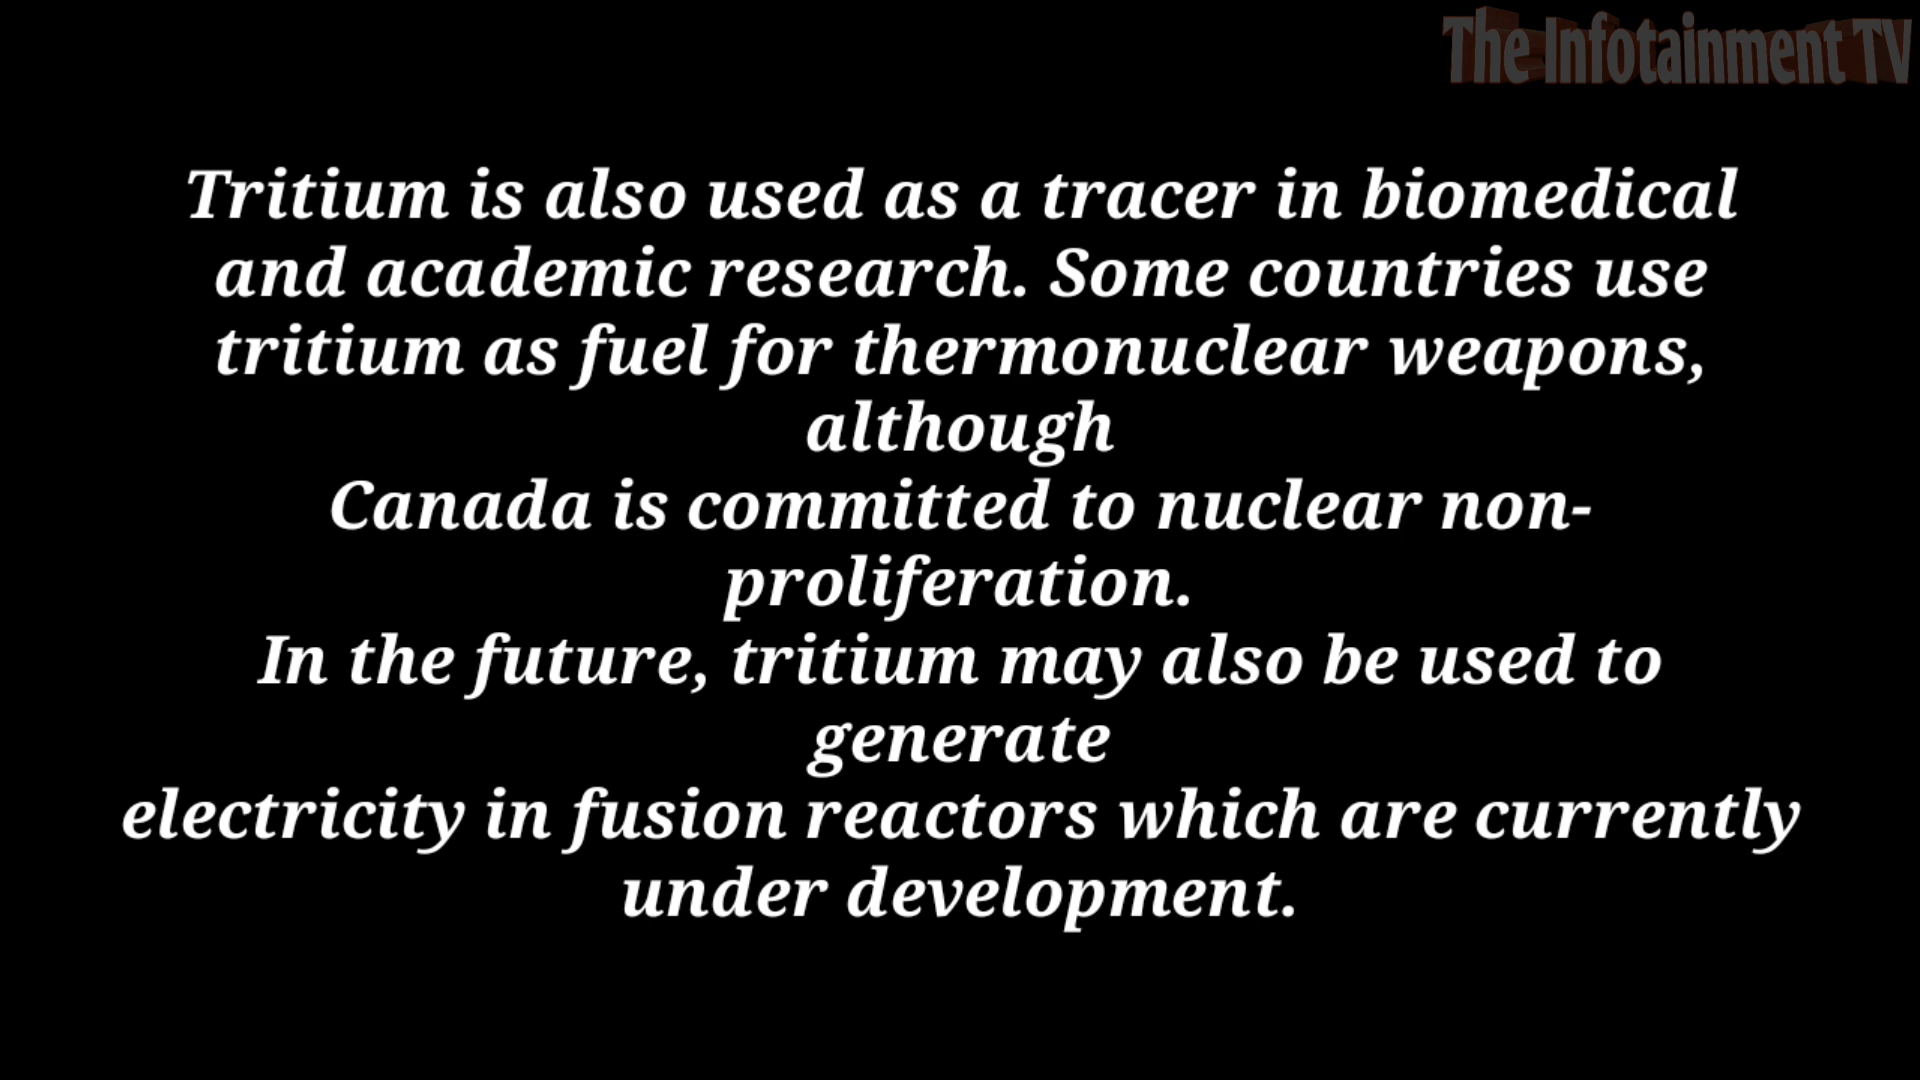 The Infotainment TV
Tritium is also used as a tracer in biomedical
and academic research. Some countries use
tritium as fuel for thermonuclear weapons,
although
Canada is committed to nuclear non-
proliferation.
In the future, tritium may also be used to
generate
electricity in fusion reactors which are currently
under development.